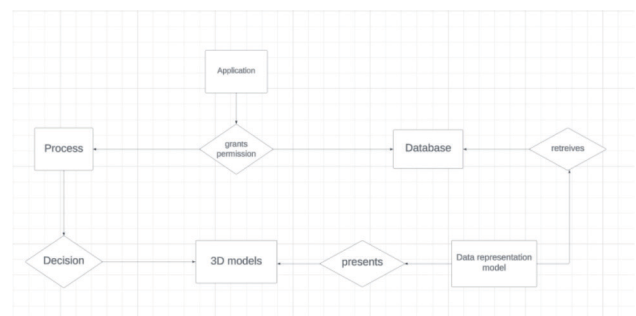 Application
Process
grants
permission
Database
retreives
Decision
3D models
presents
Data representation
model